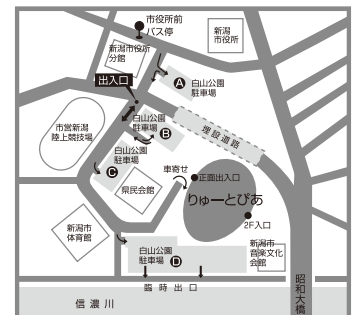 市役所前
バス停
新潟市役所
分館
新潟
市役所
出入口
A
白山公園
駐車場
白山公園
駐車場
B
埋設道路
市営新潟
陸上競技場
白山公園
駐車場
C
車寄せ
正面出入口
県民会館
りゅーとぴあ
2F入口
新潟市
体育館
白山公園
駐車場
D
新潟市
音楽文化
会館
臨時出口
昭和大橋
信濃川